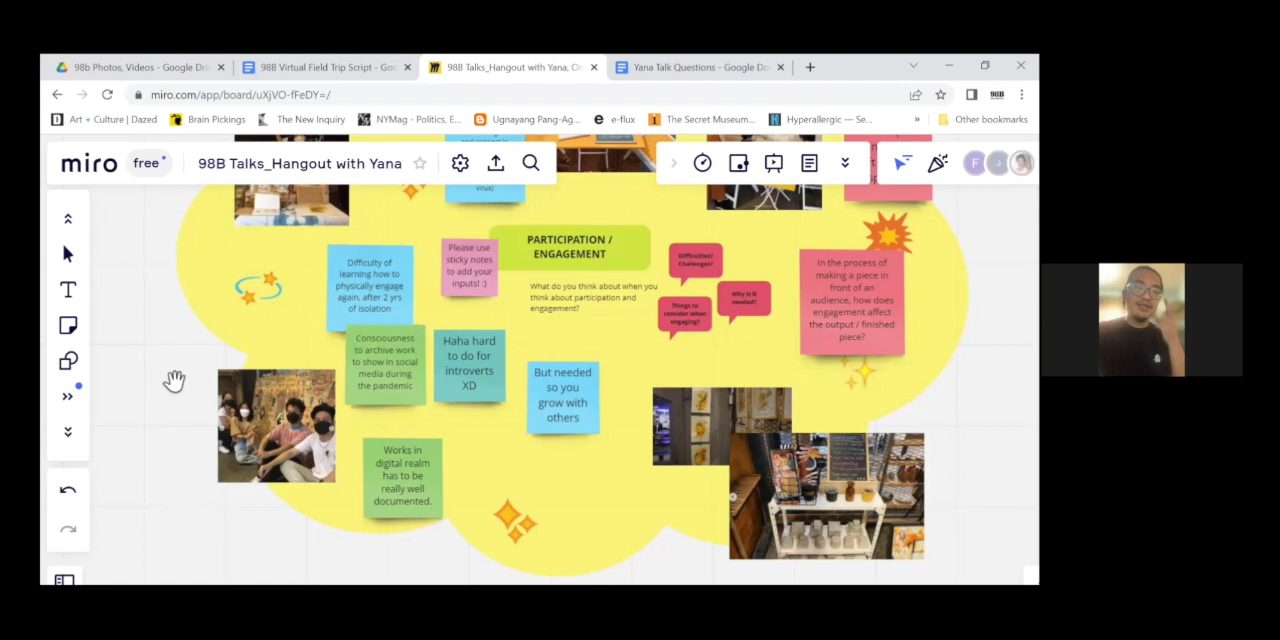 98b Photos, Videos - Google Dri
98B Virtual Field Trip Script - Goo
98B Talks_Hangout with Yana, On
Yana Talk Questions - Google Do
miro.com/app/board/uXjVO-fFeDY=/
98B
Art + Culture | Dazed
Brain Pickings
The New Inquiry
NYMag - Politics, E...
Ugnayang Pang-Ag...
e-flux
The Secret Museum...
Hyperallergic — Se...
»
Other bookmarks
miro
free
98B Talks_Hangout with Yana
F
J
virus)
PARTICIPATION /
ENGAGEMENT
What do you think about when you
think about participation and
engagement?
Please use
sticky notes
to add your
inputs! :)
Difficulty of
learning how to
physically engage
again, after 2 yrs
of isolation
Difficulties?
Challenges?
Why is it
needed?
Things to
consider when
engaging?
In the process of
making a piece in
front of an
audience, how does
engagement affect
the output / finished
piece?
Consciousness
to archive work
to show in social
media during
the pandemic
Haha hard
to do for
introverts
XD
But needed
so you
grow with
others
Works in
digital realm
has to be
really well
documented.